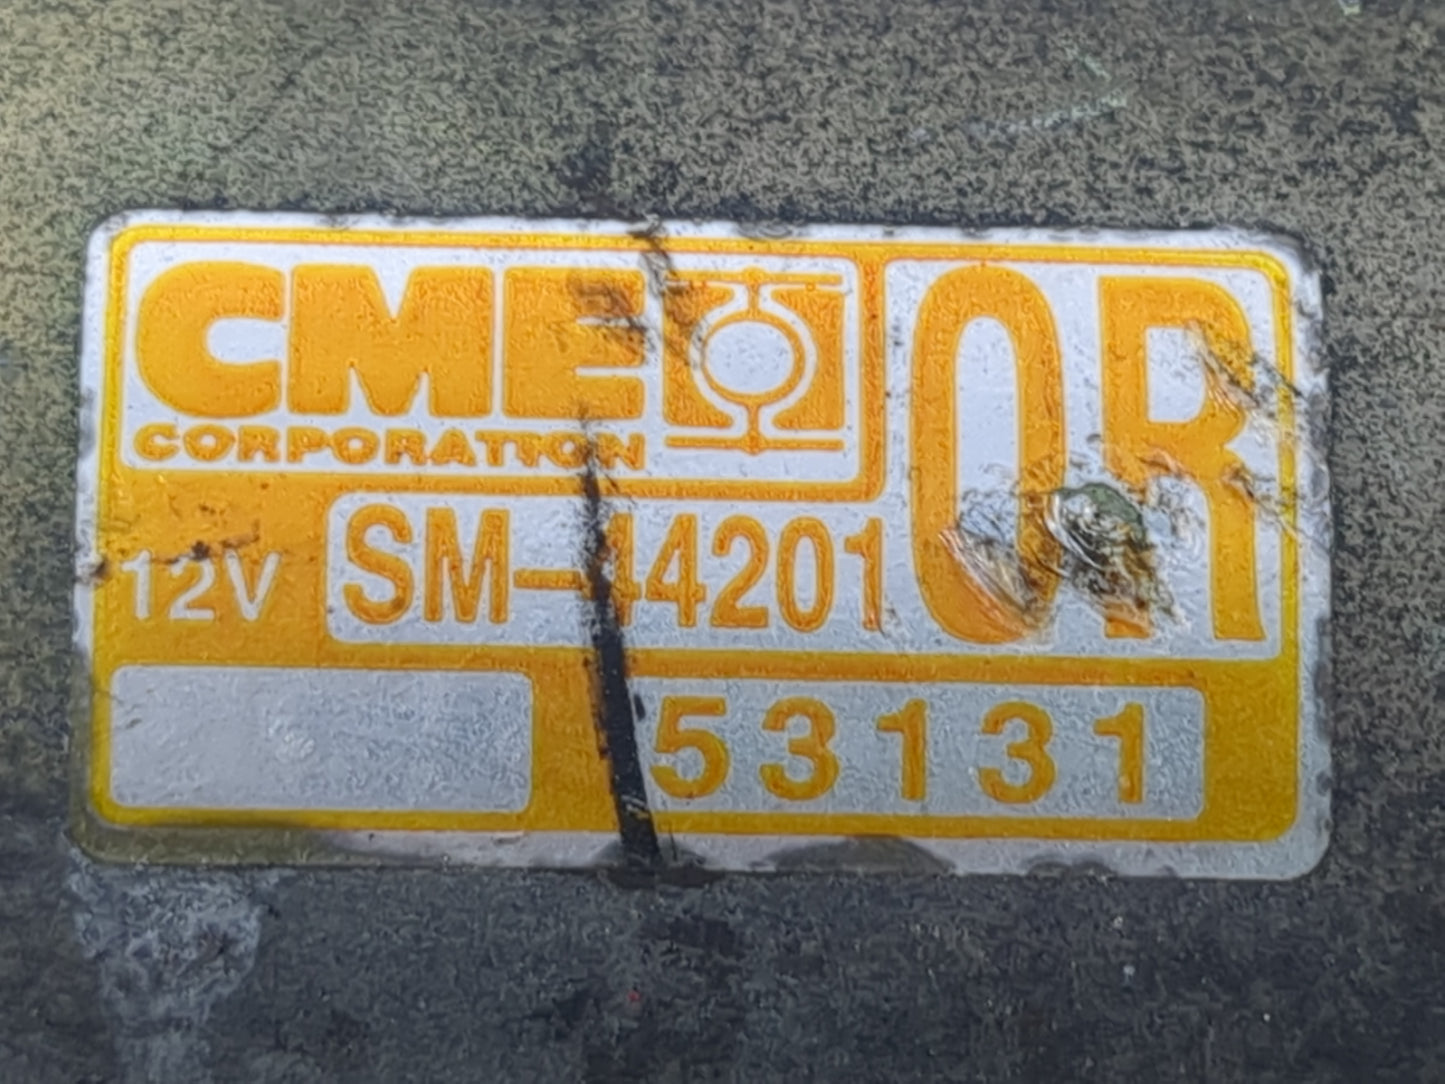 CME
CORPORATION
OR
12V SM-44201
53131